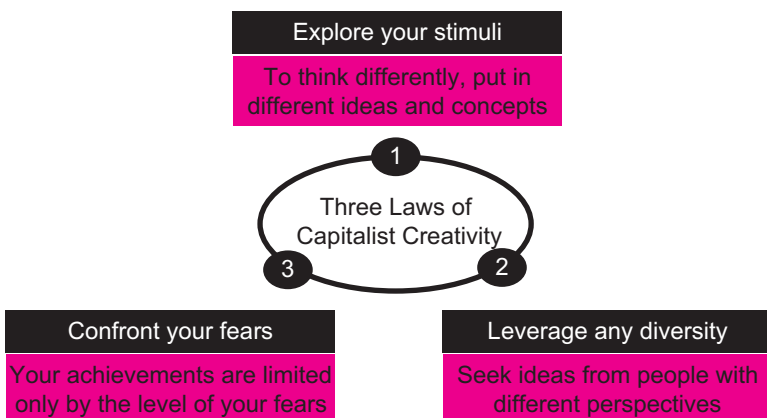 Explore your stimuli
To think differently, put in
different ideas and concepts
1
Three Laws of
Capitalist Creativity
3
2
Confront your fears
Your achievements are limited
only by the level of your fears
Leverage any diversity
Seek ideas from people with
different perspectives